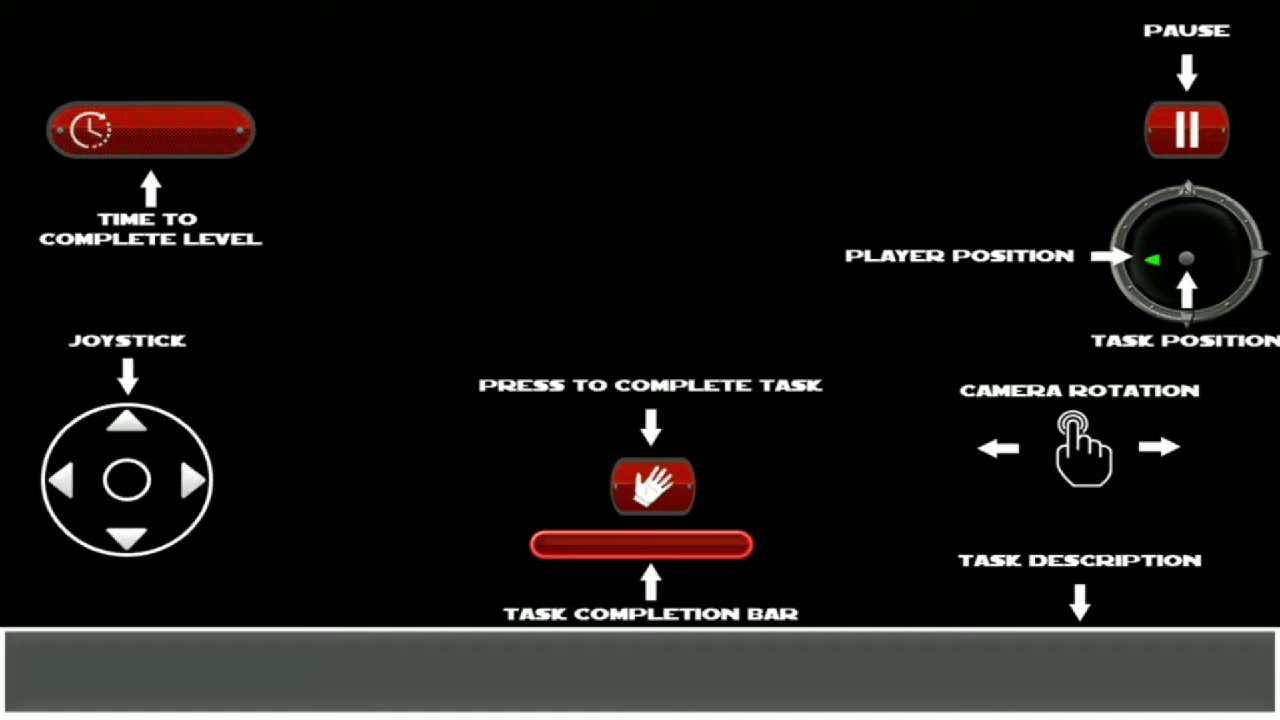 PAUSE
TIME TO
COMPLETE LEVEL
N
PLAYER POSITION
TASK POSITION
JOYSTICK
PRESS TO COMPLETE TASK
CAMERA ROTATION
TASK DESCRIPTION
TASK COMPLETION BAR